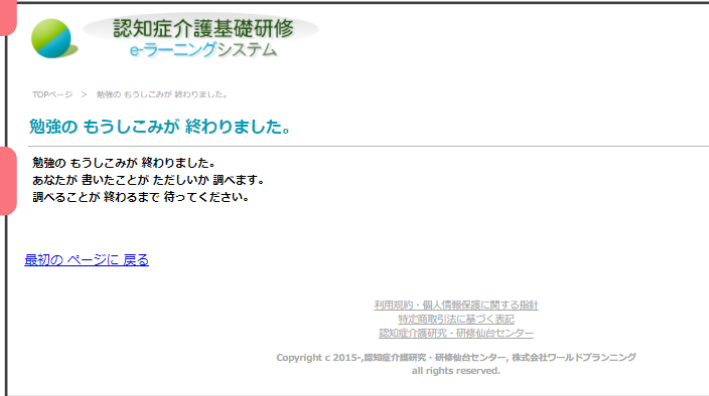 認知症介護基礎研修
e-ラーニングシステム
TOPページ　>　勉強の もうしこみが 終わりました。
勉強の もうしこみが 終わりました。
勉強の もうしこみが 終わりました。
あなたが 書いたことが ただしいか 調べます。
調べることが 終わるまで 待ってください。
最初の ページに 戻る
利用規約・個人情報保護に関する指針
特定商取引法に基づく表記
認知症介護研究・研修仙台センター
Copyright c 2015-,認知症介護研究・研修仙台センター, 株式会社ワールドプランニング
all rights reserved.